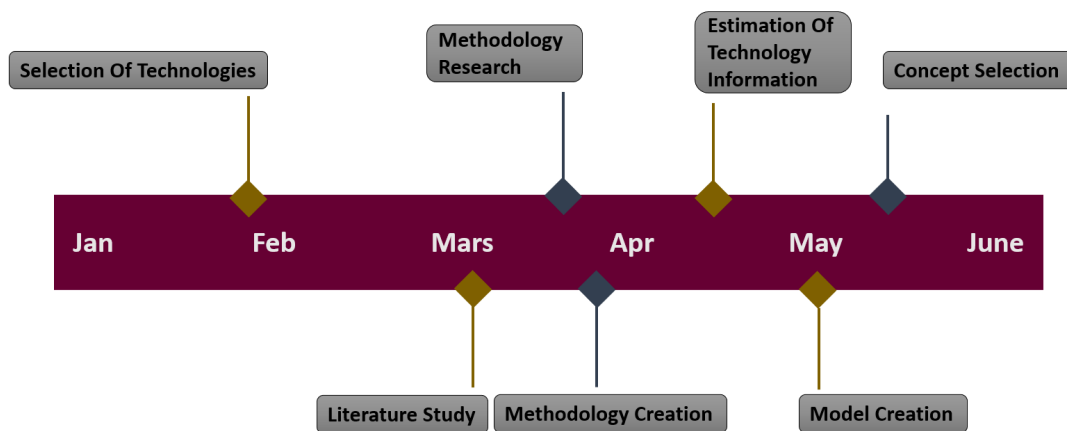 Selection Of Technologies
Methodology
Research
Estimation Of
Technology
Information
Concept Selection
Jan
Feb
Mars
Apr
May
June
Literature Study
Methodology Creation
Model Creation